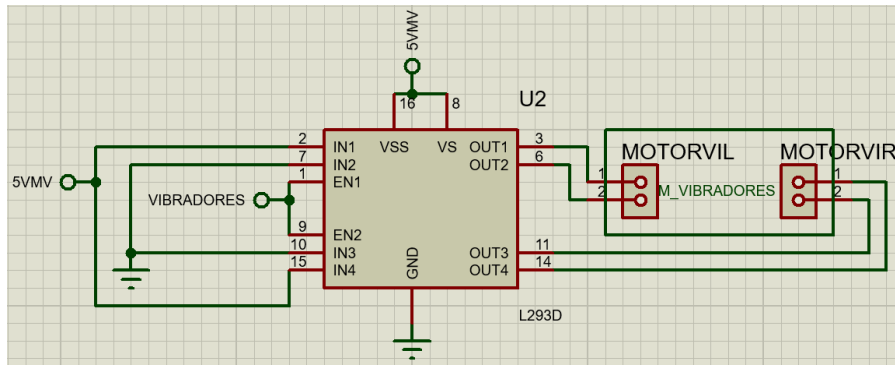 5VMV
16
8
U2
2
IN1
VSS
VS
OUT1
3
7
IN2
OUT2
6
1
EN1
5VMV
VIBRADORES
9
EN2
10
IN3
OUT3
11
15
IN4
GND
OUT4
14
L293D
MOTORVIL
MOTORVIR
1
2
M_VIBRADORES
1
2